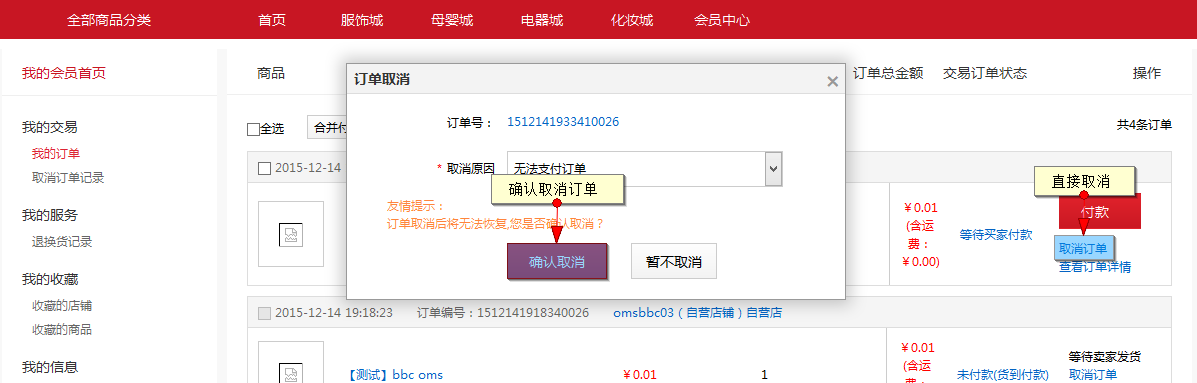 全部商品分类 首页 服饰城 母婴城 电器城 化妆城 会员中心
我的会员首页
我的交易
我的订单
取消订单记录
我的服务
退换货记录
我的收藏
收藏的店铺
收藏的商品
我的信息
商品 订单总金额 交易订单状态 操作
全选 合并付
共4条订单
2015-12-14
订单取消
订单号： 1512141933410026
* 取消原因 无法支付订单
确认取消订单
友情提示：
订单取消后将无法恢复,您是否确认取消？
确认取消 暂不取消
￥0.01
(含运
费：
￥0.00)
等待买家付款
直接取消
付款
取消订单
查看订单详情
2015-12-14 19:18:23 订单编号：1512141918340026 omsbbc03（自营店铺）自营店
【测试】bbc oms ￥0.01 1
￥0.01
(含运
费：
未付款(货到付款)
等待卖家发货
取消订单